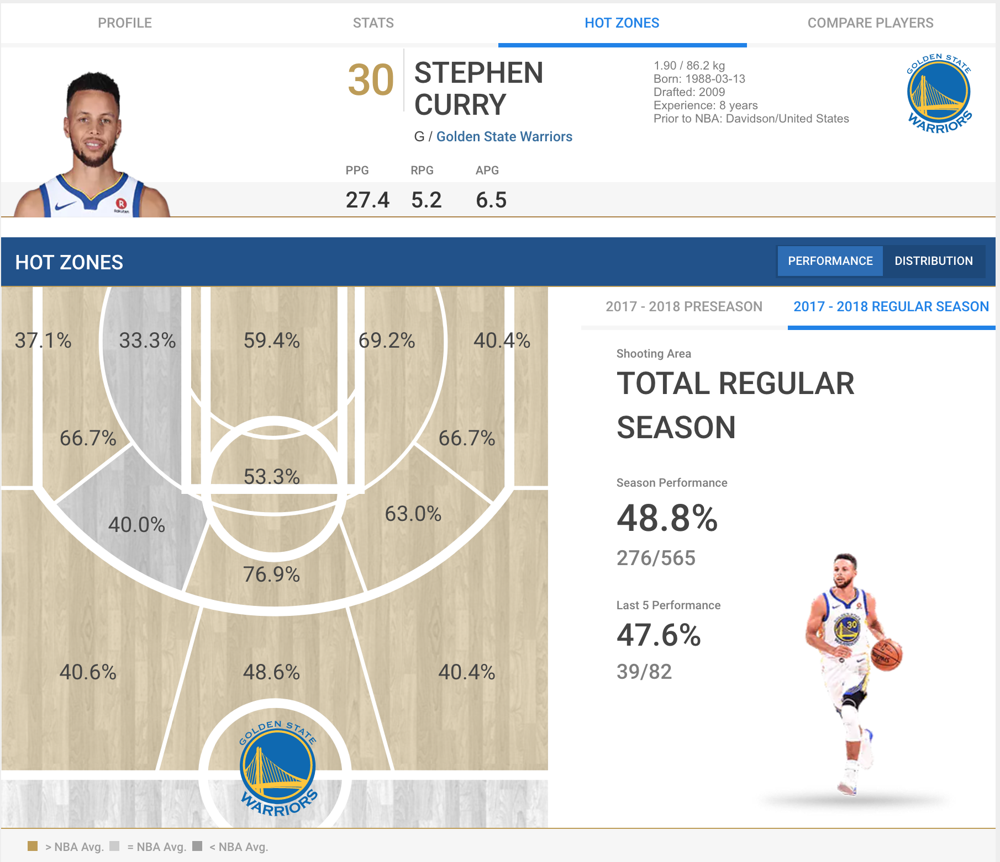 PROFILE
STATS
HOT ZONES
COMPARE PLAYERS
30
STEPHEN
CURRY
G / Golden State Warriors
1.90 / 86.2 kg
Born: 1988-03-13
Drafted: 2009
Experience: 8 years
Prior to NBA: Davidson/United States
GOLDEN STATE
WARRIORS
PPG RPG APG
27.4 5.2 6.5
R
Rakuten
HOT ZONES
PERFORMANCE DISTRIBUTION
37.1% 33.3% 59.4% 69.2% 40.4%
66.7% 66.7%
53.3%
40.0% 63.0%
76.9%
40.6% 48.6% 40.4%
GOLDEN STATE
WARRIORS
2017 - 2018 PRESEASON
2017 - 2018 REGULAR SEASON
Shooting Area
TOTAL REGULAR
SEASON
Season Performance
48.8%
276/565
Last 5 Performance
47.6%
39/82
30
> NBA Avg. = NBA Avg. < NBA Avg.